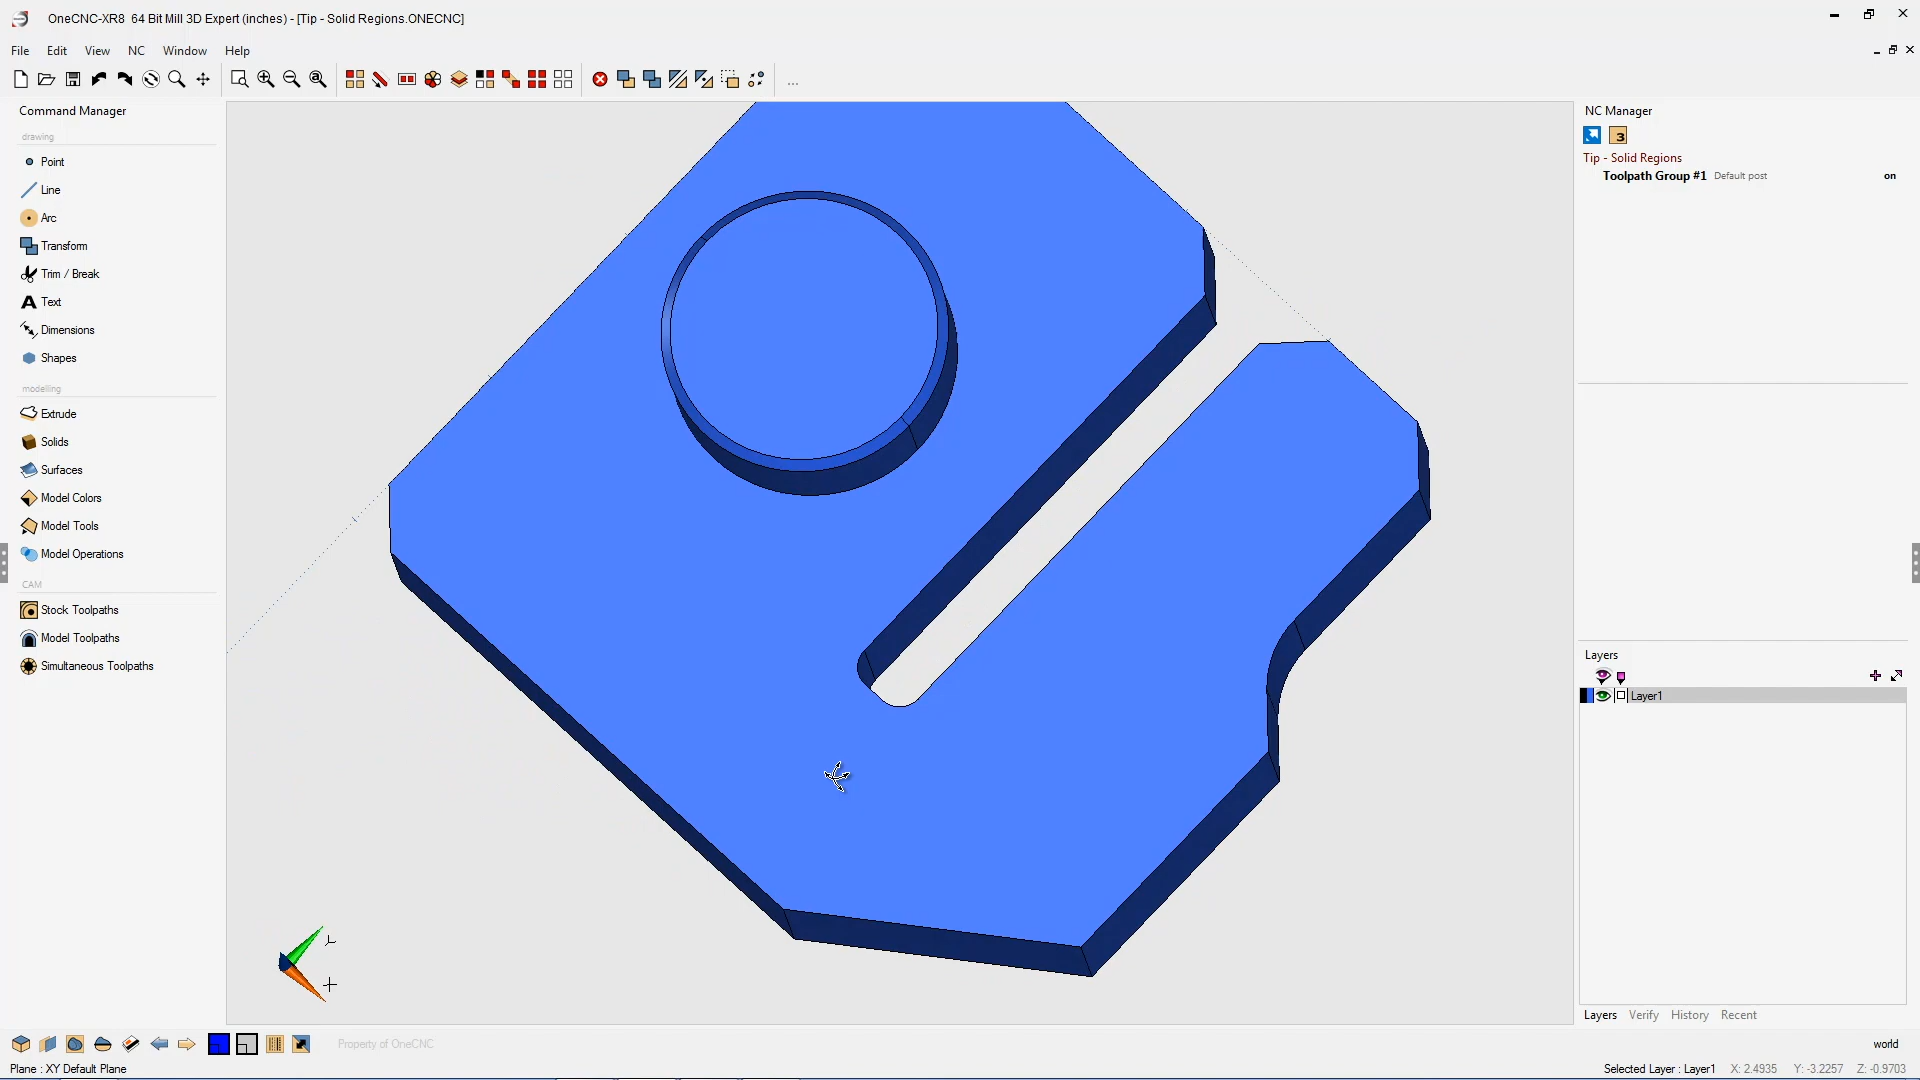 OneCNC-XR8 64 Bit Mill 3D Expert (inches) - [Tip - Solid Regions.ONECNC]
File Edit View NC Window Help
...
Command Manager
drawing
Point
Line
Arc
Transform
Trim / Break
A Text
Dimensions
Shapes
modelling
Extrude
Solids
Surfaces
Model Colors
Model Tools
Model Operations
CAM
Stock Toolpaths
Model Toolpaths
Simultaneous Toolpaths
NC Manager
3
Tip - Solid Regions
Toolpath Group #1 Default post on
Layers
Layer1
Layers Verify History Recent
Property of OneCNC
world
Plane : XY Default Plane
Selected Layer : Layer1 X: 2.4935 Y: -3.2257 Z: -0.9703